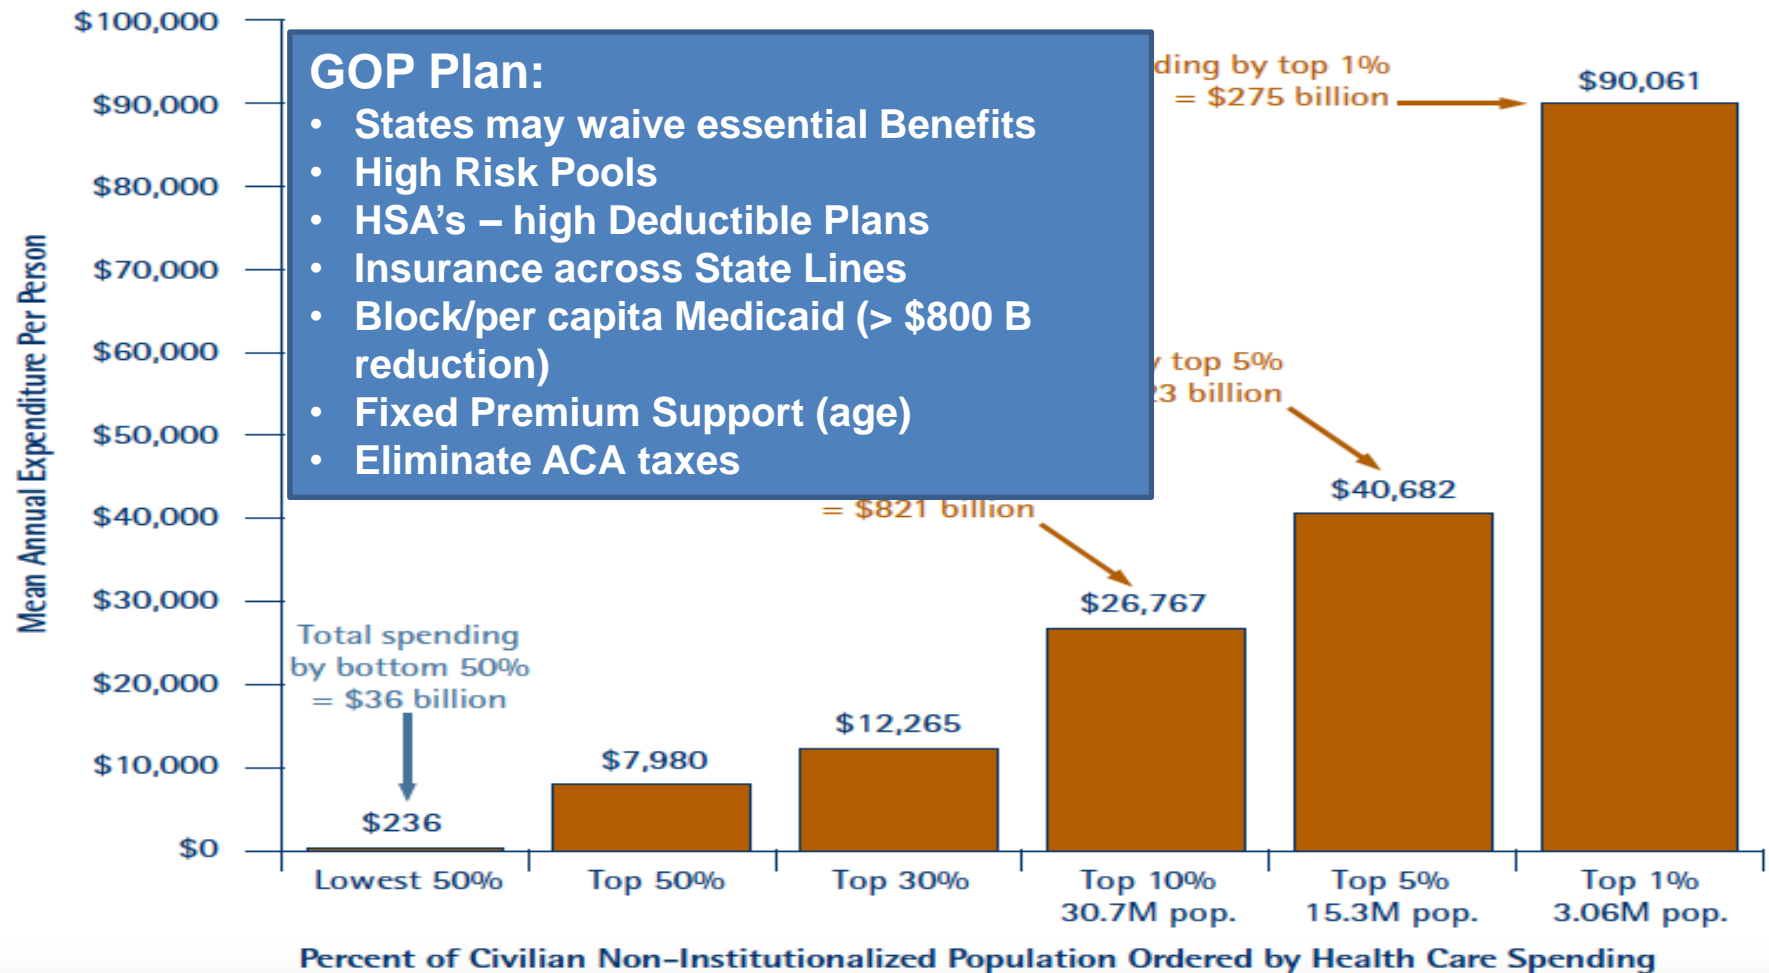 $100,000
$90,000
$80,000
$70,000
$60,000
$50,000
$40,000
$30,000
$20,000
$10,000
$0
Mean Annual Expenditure Per Person
GOP Plan:
• States may waive essential Benefits
• High Risk Pools
• HSA's – high Deductible Plans
• Insurance across State Lines
• Block/per capita Medicaid (> $800 B
reduction)
• Fixed Premium Support (age)
• Eliminate ACA taxes
by top 1%
= $275 billion
$90,061
top 5%
billion
$40,682
= $821 billion
$26,767
Total spending
by bottom 50%
= $36 billion
$236
$7,980
$12,265
Lowest 50%
Top 50%
Top 30%
Top 10%
30.7M pop.
Top 5%
15.3M pop.
Top 1%
3.06M pop.
Percent of Civilian Non-Institutionalized Population Ordered by Health Care Spending